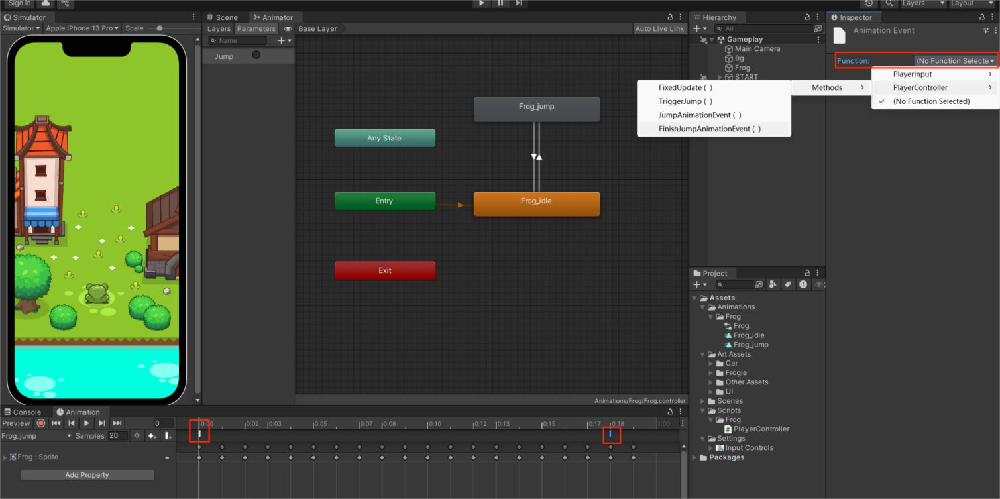 Sign in
Layers
Layout
Simulator
Scene
Animator
Hierarchy
Inspector
Simulator
Apple iPhone 13 Pro
Scale
Layers
Parameters
Base Layer
Auto Live Link
All
Animation Event
Name
Gameplay
Main Camera
Bg
Frog
START
Jump
Function:
(No Function Selecte
PlayerInput
PlayerController
(No Function Selected)
Methods
FixedUpdate ( )
TriggerJump ( )
JumpAnimationEvent ( )
FinishJumpAnimationEvent ( )
Frog_jump
Any State
Entry
Frog_idle
Exit
Animations/Frog/Frog.controller
Project
Assets
Animations
Frog
Frog
Frog_idle
Frog_jump
Art Assets
Car
Frogie
Other Assets
UI
Scenes
Scripts
Frog
PlayerController
Settings
Input Controls
Packages
Console
Animation
Preview
0
0:00
0:02
0:03
0:05
0:07
0:08
0:10
0:12
0:13
0:15
0:17
0:18
1:00
Frog_jump
Samples
20
Frog : Sprite
Add Property